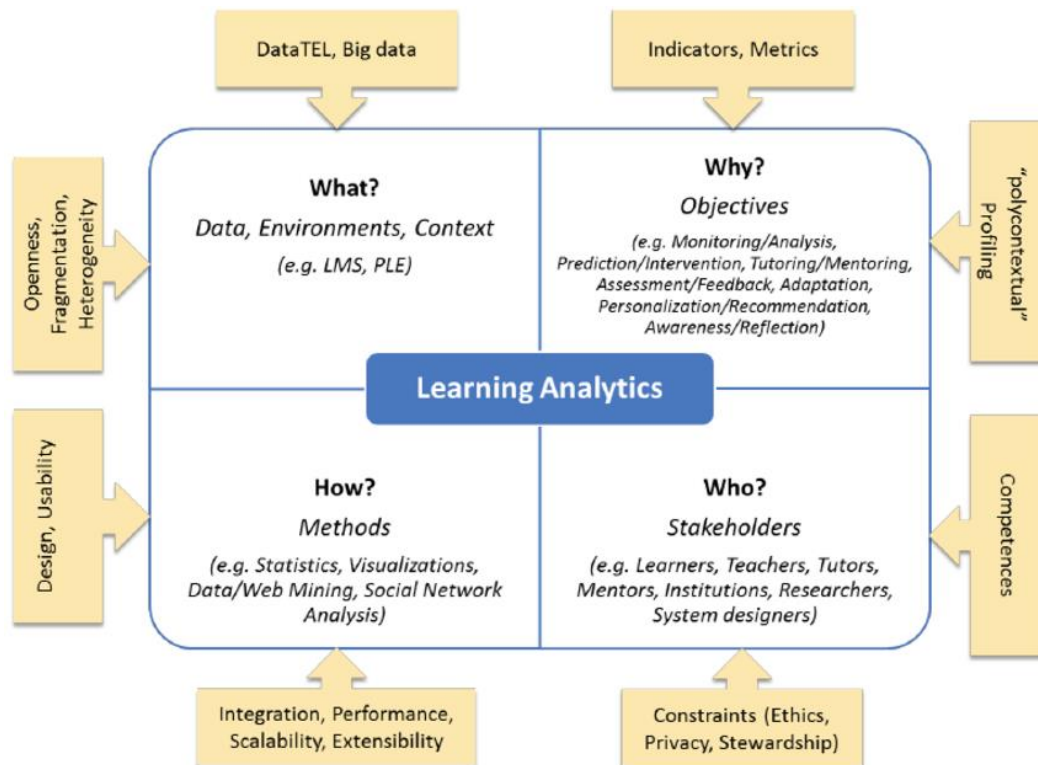 DataTEL, Big data
Indicators, Metrics
Openness,
Fragmentation,
Heterogeneity
What?
Data, Environments, Context
(e.g. LMS, PLE)
Why?
Objectives
(e.g. Monitoring/Analysis,
Prediction/Intervention, Tutoring/Mentoring,
Assessment/Feedback, Adaptation,
Personalization/Recommendation,
Awareness/Reflection)
“polycontextual”
Profilling
Learning Analytics
Design, Usability
How?
Methods
(e.g. Statistics, Visualizations,
Data/Web Mining, Social Network
Analysis)
Who?
Stakeholders
(e.g. Learners, Teachers, Tutors,
Mentors, Institutions, Researchers,
System designers)
Competences
Integration, Performance,
Scalability, Extensibility
Constraints (Ethics,
Privacy, Stewardship)